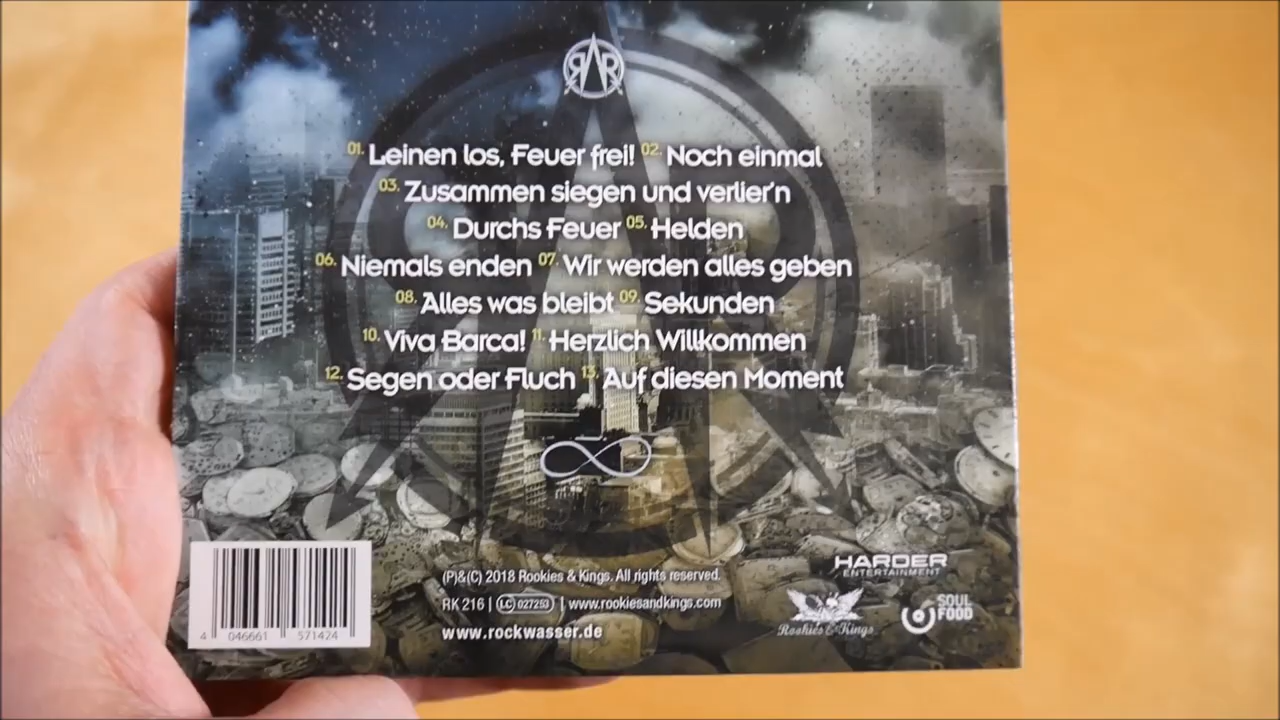 RAR
01. Leinen los, Feuer frei! 02. Noch einmal
03. Zusammen siegen und verlier'n
04. Durchs Feuer 05. Helden
06. Niemals enden 07. Wir werden alles geben
08. Alles was bleibt 09. Sekunden
10. Viva Barca! 11. Herzlich Willkommen
12. Segen oder Fluch 13. Auf diesen Moment
4 046661 571424
(P)&(C) 2018 Rookies & Kings. All rights reserved.
RK 216 | LC 027253 | www.rookiesandkings.com
www.rockwasser.de
HARDER
ENTERTAINMENT
Rookies & Kings
SOUL
FOOD